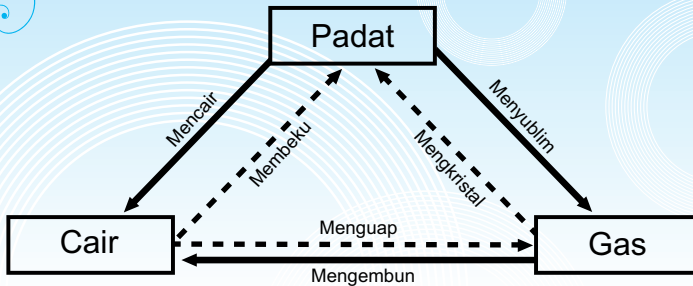 Padat
Mencair
Membeku
Mengkristal
Menyublim
Cair
Menguap
Mengembun
Gas